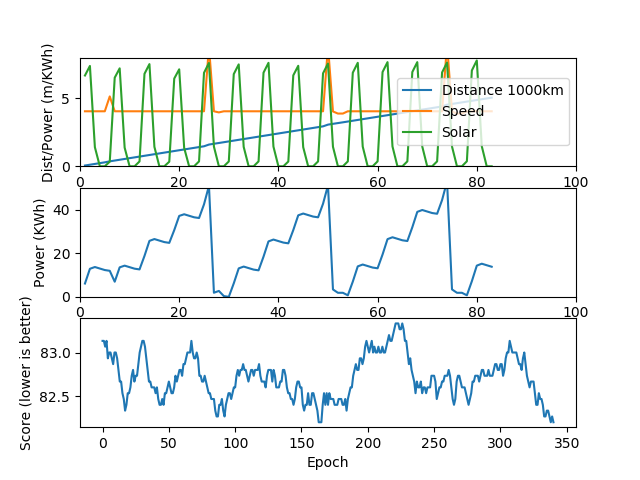 Dist/Power (m/KWh)
5
0
Distance 1000km
Speed
Solar
0 20 40 60 80 100
Power (KWh)
40
20
0
0 20 40 60 80 100
Score (lower is better)
83.0
82.5
0 50 100 150 200 250 300 350
Epoch